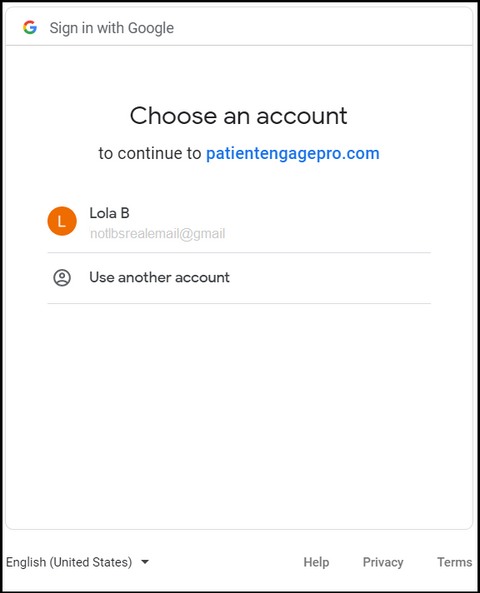 Sign in with Google
Choose an account
to continue to patientengagepro.com
L
Lola B
notlbsrealemail@gmail
Use another account
English (United States)
Help
Privacy
Terms